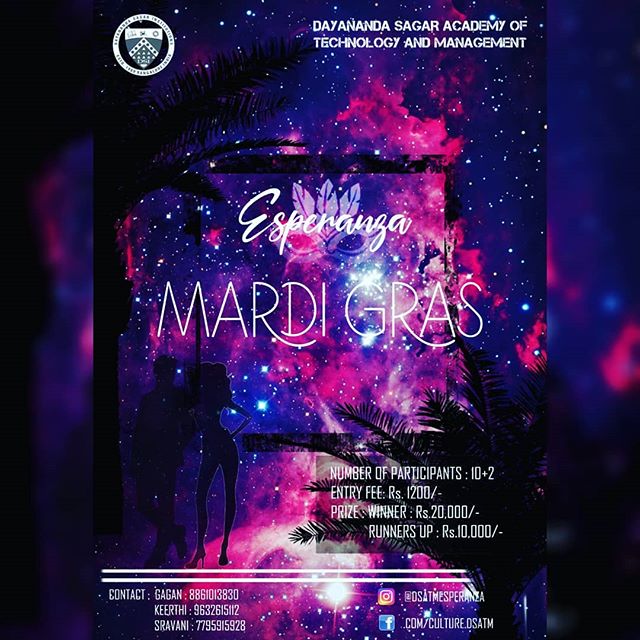 DAYANANDA SAGAR ACADEMY OF
TECHNOLOGY AND MANAGEMENT
Esperanza
MARDI GRAS
NUMBER OF PARTICIPANTS : 10+2
ENTRY FEE: Rs. 1200/-
PRIZE : WINNER : Rs.20,000/-
RUNNERS UP : Rs.10,000/-
CONTACT : GAGAN : 8861013830
KEERTHI : 9632615112
SRAVANI : 7795915928
@DSATMESPERANZA
.COM/CULTURE.DSATM